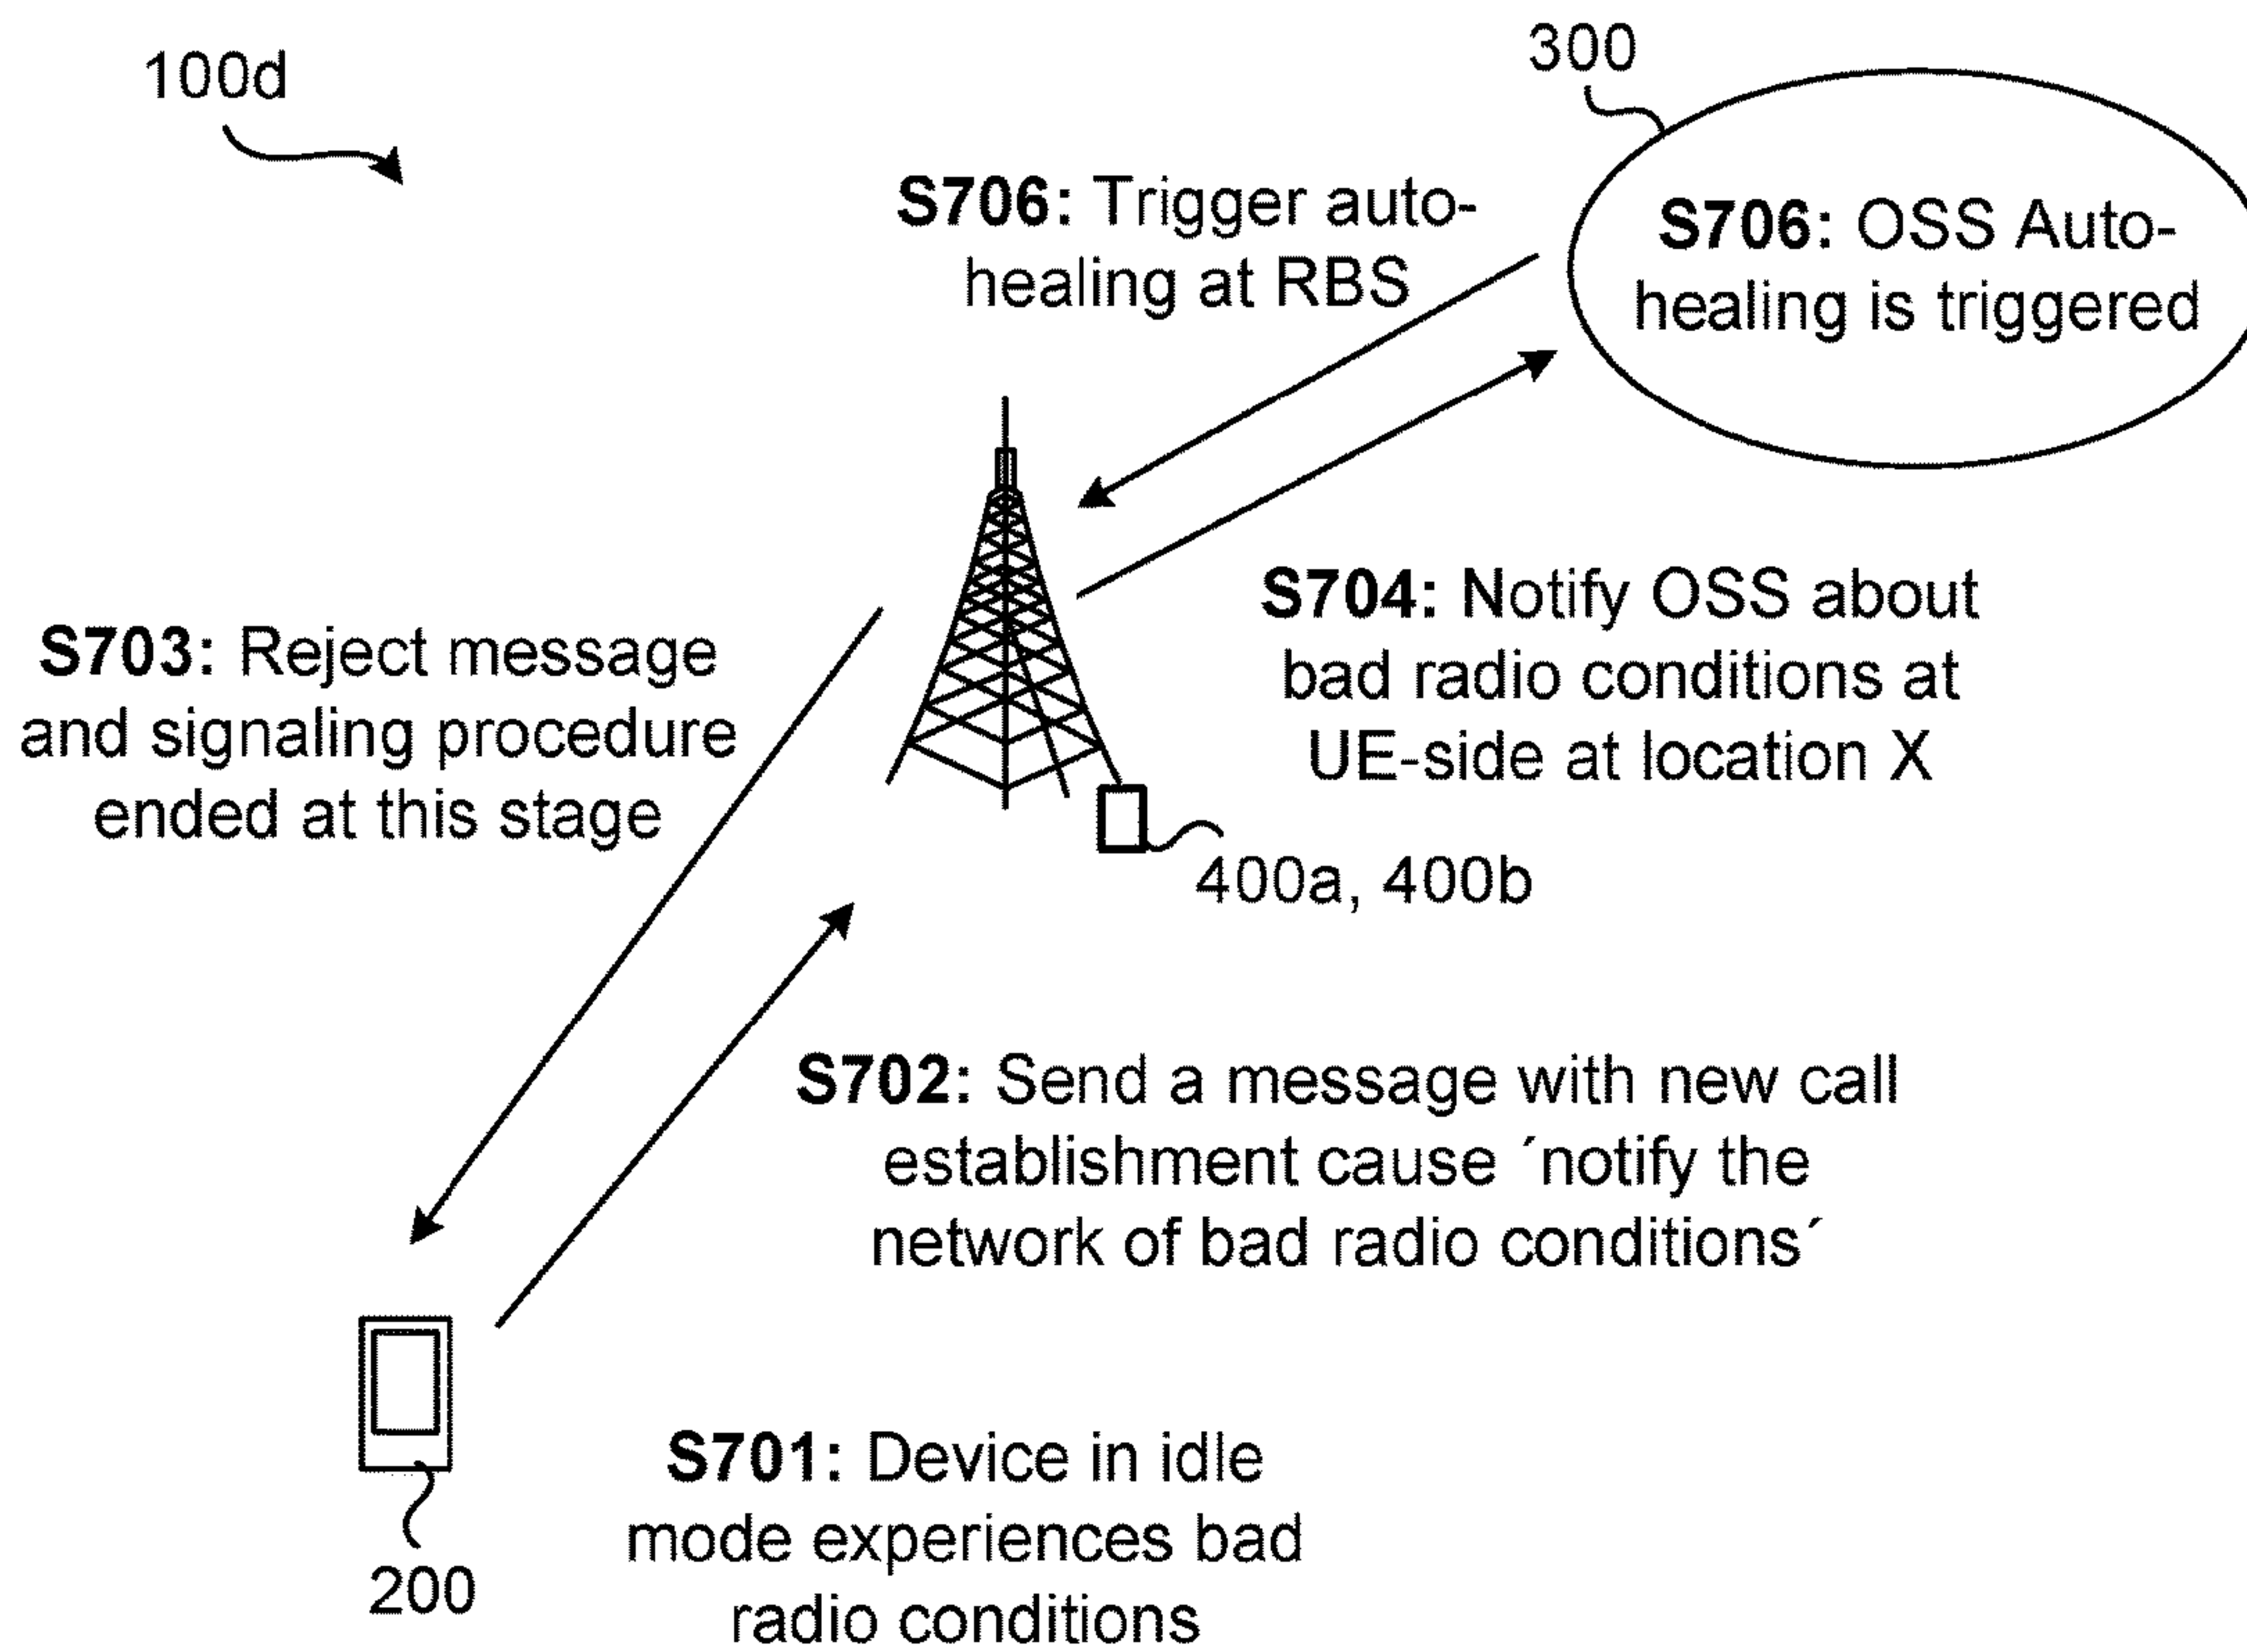 100d
300
S706: Trigger auto-
healing at RBS
S706: OSS Auto-
healing is triggered
S703: Reject message
and signaling procedure
ended at this stage
S704: Notify OSS about
bad radio conditions at
UE-side at location X
400a, 400b
S702: Send a message with new call
establishment cause ´notify the
network of bad radio conditions´
S701: Device in idle
mode experiences bad
radio conditions
200